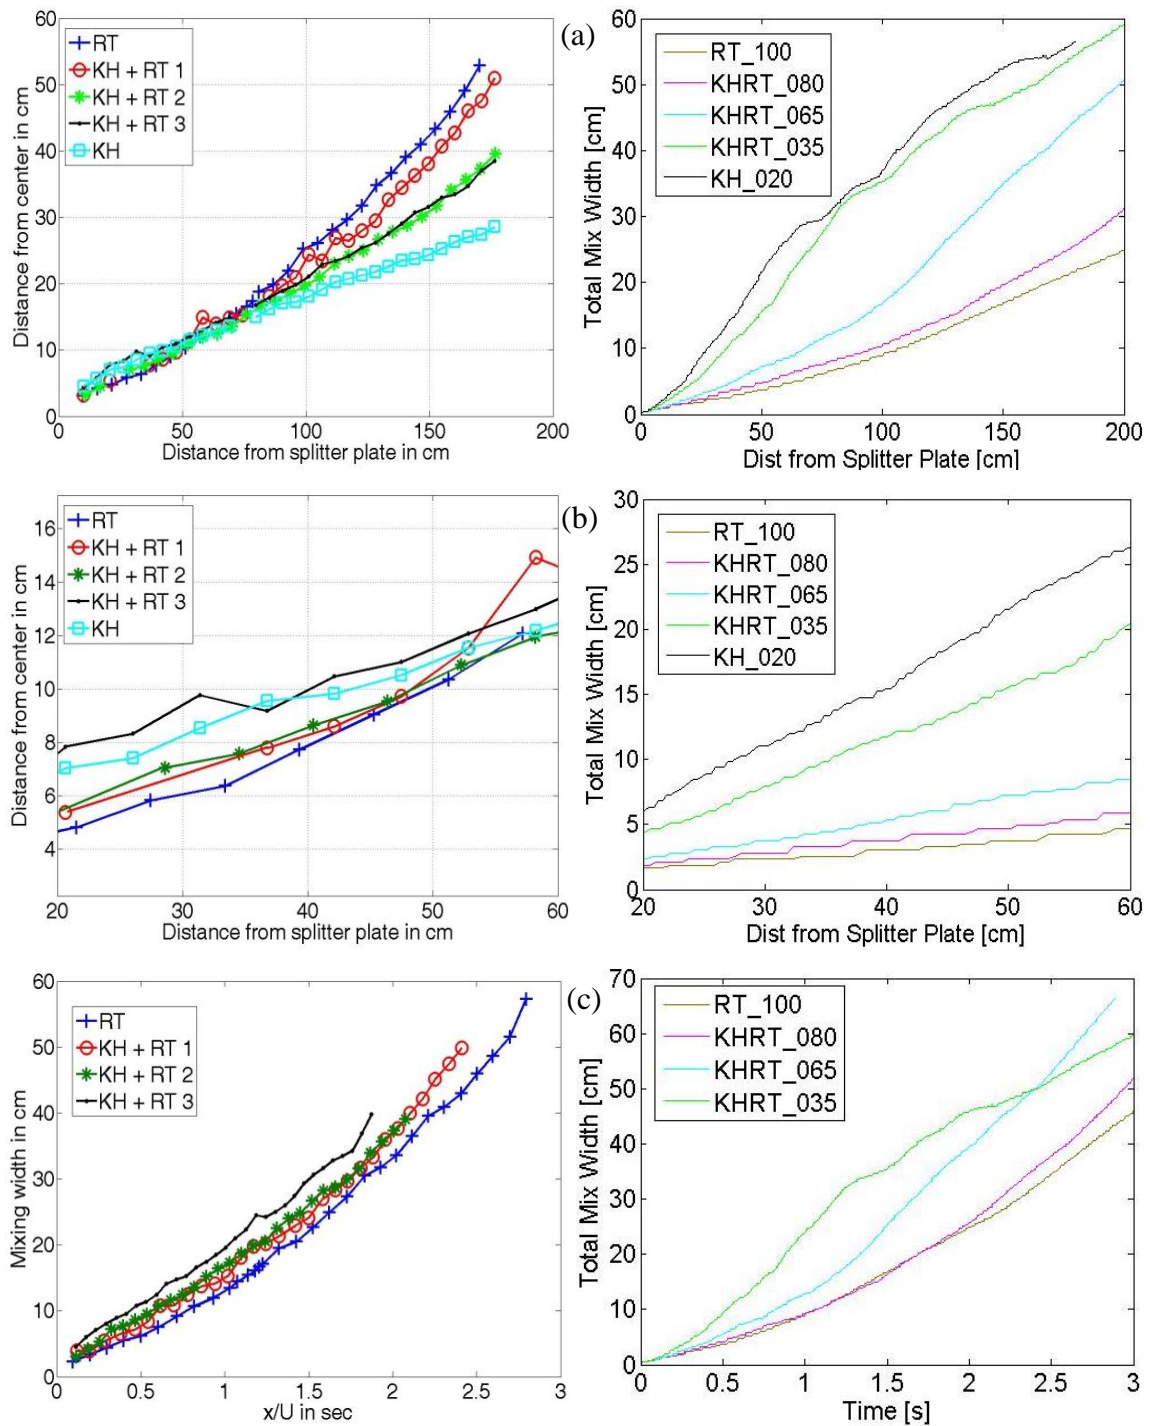 60
50
40
30
20
10
0
Distance from center in cm
RT
KH + RT 1
KH + RT 2
KH + RT 3
KH
0 50 100 150 200
Distance from splitter plate in cm
(a)
60
50
40
30
20
10
0
Total Mix Width [cm]
RT_100
KHRT_080
KHRT_065
KHRT_035
KH_020
0 50 100 150 200
Dist from Splitter Plate [cm]
16
14
12
10
8
6
4
Distance from center in cm
RT
KH + RT 1
KH + RT 2
KH + RT 3
KH
20 30 40 50 60
Distance from splitter plate in cm
(b)
30
25
20
15
10
5
0
Total Mix Width [cm]
RT_100
KHRT_080
KHRT_065
KHRT_035
KH_020
20 30 40 50 60
Dist from Splitter Plate [cm]
60
50
40
30
20
10
0
Mixing width in cm
RT
KH + RT 1
KH + RT 2
KH + RT 3
0 0.5 1 1.5 2 2.5 3
x/U in sec
(c)
70
60
50
40
30
20
10
0
Total Mix Width [cm]
RT_100
KHRT_080
KHRT_065
KHRT_035
0 0.5 1 1.5 2 2.5 3
Time [s]